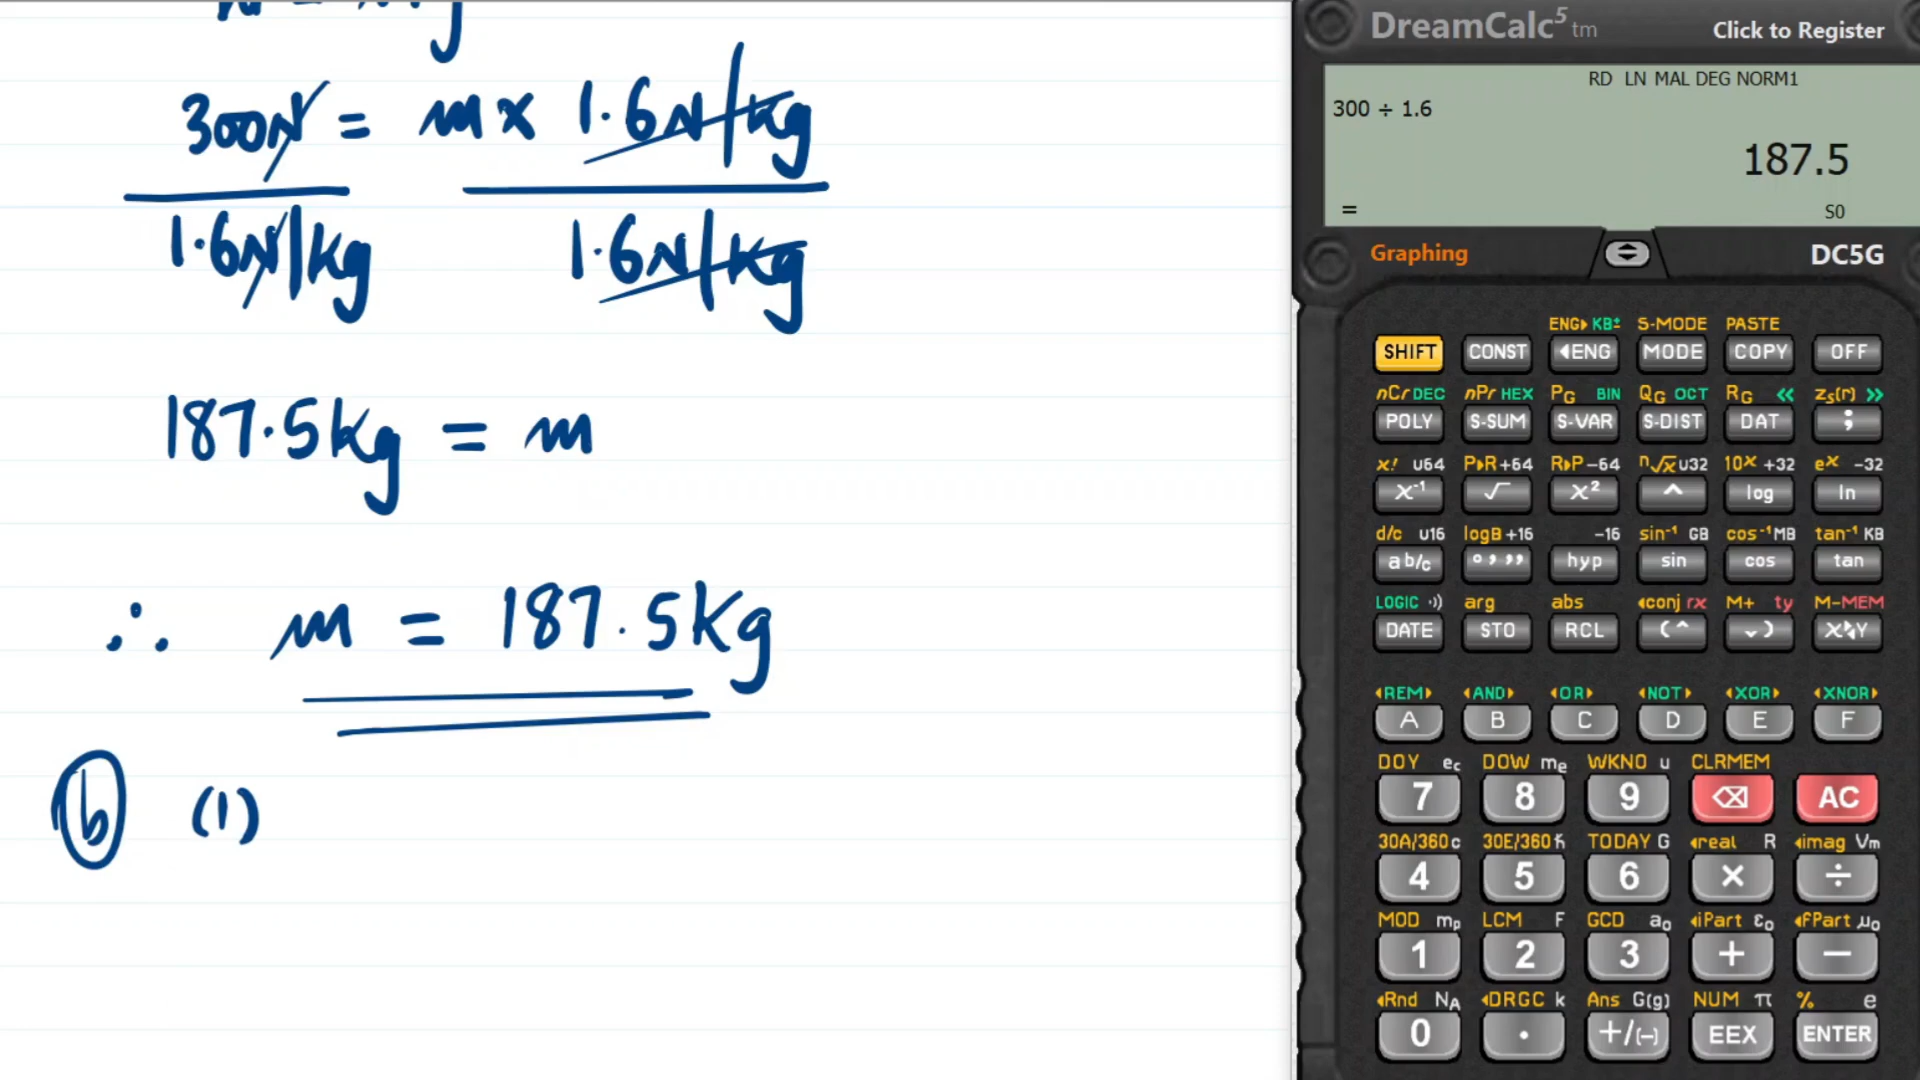 300N = m x 1.6N/kg
1.6N/kg 1.6N/kg
187.5kg = m
∴ m = 187.5kg
b (1)
DreamCalc5 tm Click to Register
RD LN MAL DEG NORM1
300 ÷ 1.6
187.5
= S0
Graphing DC5G
ENG KB± S-MODE PASTE
SHIFT CONST ◄ENG MODE COPY OFF
nCr DEC nPr HEX PG BIN QG OCT RG « zs(r) »
POLY S-SUM S-VAR S-DIST DAT ;
x! u64 P▸R +64 R▸P -64 n√x u32 10x +32 ex -32
x-1 √ x2 ^ log ln
d/c u16 logB +16 -16 sin-1 GB cos-1 MB tan-1 KB
ab/c °,,, hyp sin cos tan
LOGIC arg abs ◂conj rx M+ ty M- MEM
DATE STO RCL (^ ⌄) X Y
◂REM▸ ◂AND▸ ◂OR▸ ◂NOT▸ ◂XOR▸ ◂XNOR▸
A B C D E F
DOY ec DOW me WKNO u CLRMEM
7 8 9 ⌫ AC
30A/360 c 30E/360 ħ TODAY G ◂real R ◂imag Vm
4 5 6 × ÷
MOD mp LCM F GCD a0 ◂iPart ε0 ◂fPart μ0
1 2 3 + −
◂Rnd NA ◂DRGC k Ans G(g) NUM π % e
0 . +/(−) EEX ENTER